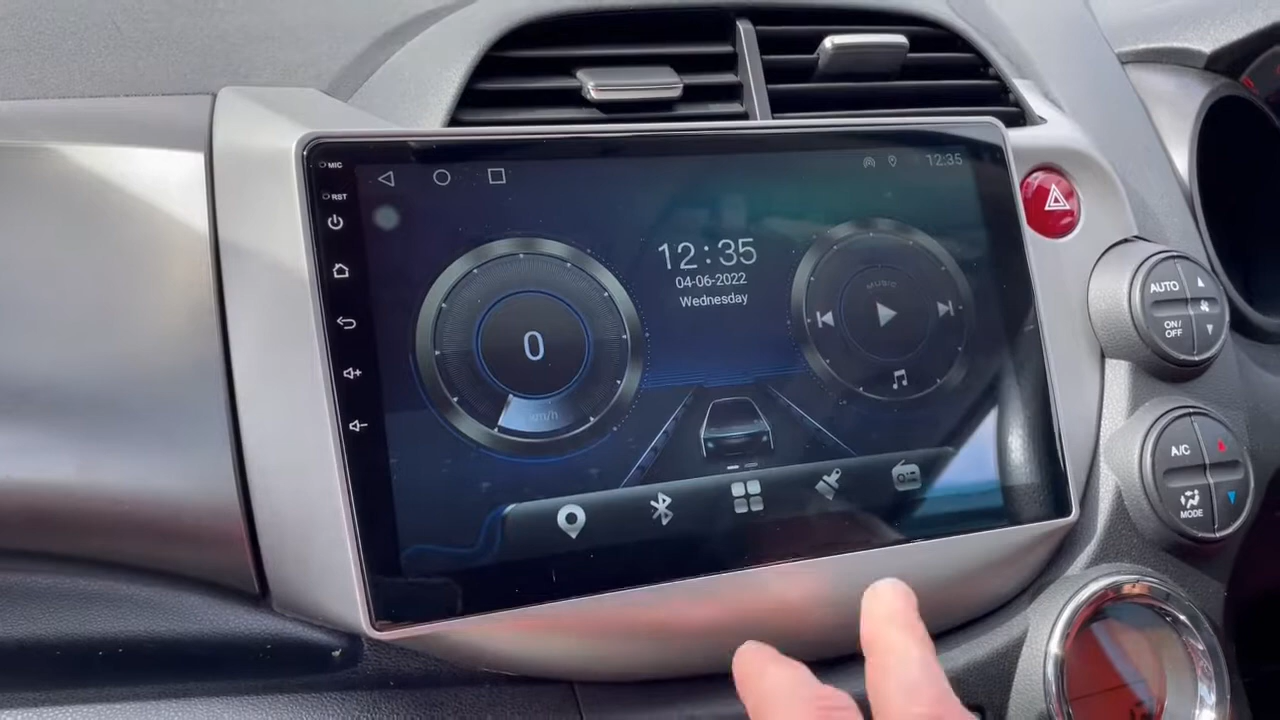 MIC
RST
12:35
12:35
04-06-2022
Wednesday
0
km/h
MUSIC
AUTO
ON/
OFF
A/C
MODE